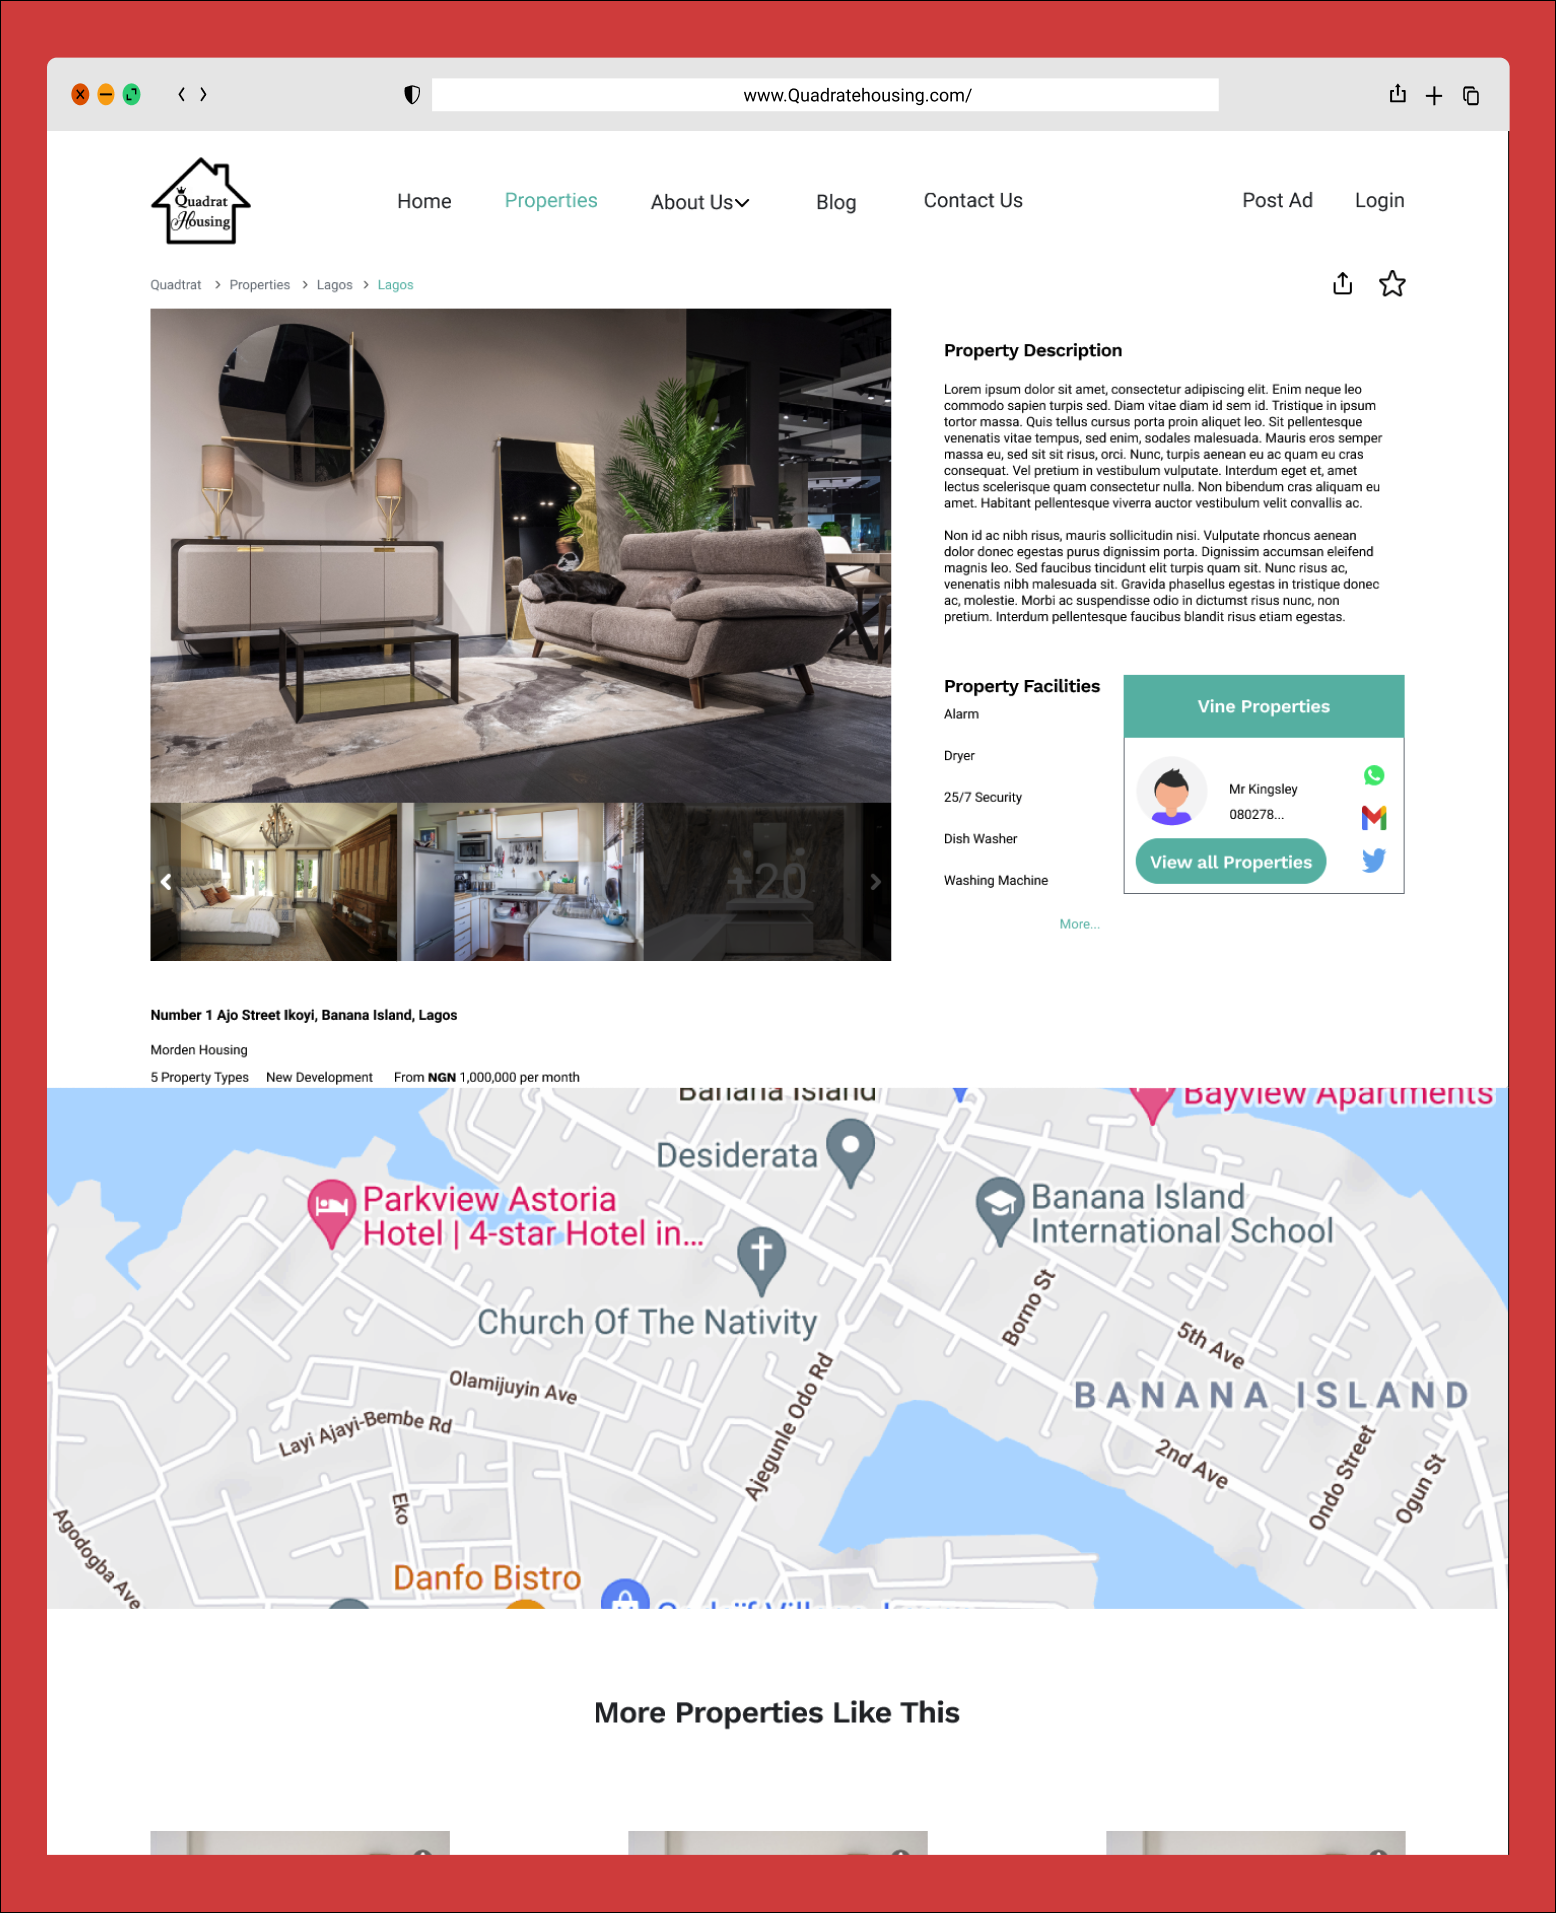 www.Quadratehousing.com/
Quadrat
Housing
Home
Properties
About Us
Blog
Contact Us
Post Ad
Login
Quadtrat > Properties > Lagos > Lagos
Property Description
Lorem ipsum dolor sit amet, consectetur adipiscing elit. Enim neque leo
commodo sapien turpis sed. Diam vitae diam id sem id. Tristique in ipsum
tortor massa. Quis tellus cursus porta proin aliquet leo. Sit pellentesque
venenatis vitae tempus, sed enim, sodales malesuada. Mauris eros semper
massa eu, sed sit sit risus, orci. Nunc, turpis aenean eu ac quam eu cras
consequat. Vel pretium in vestibulum vulputate. Interdum eget et, amet
lectus scelerisque quam consectetur nulla. Non bibendum cras aliquam eu
amet. Habitant pellentesque viverra auctor vestibulum velit convallis ac.
Non id ac nibh risus, mauris sollicitudin nisi. Vulputate rhoncus aenean
dolor donec egestas purus dignissim porta. Dignissim accumsan eleifend
magnis leo. Sed faucibus tincidunt elit turpis quam sit. Nunc risus ac,
venenatis nibh malesuada sit. Gravida phasellus egestas in tristique donec
ac, molestie. Morbi ac suspendisse odio in dictumst risus nunc, non
pretium. Interdum pellentesque faucibus blandit risus etiam egestas.
Property Facilities
Alarm
Dryer
25/7 Security
Dish Washer
Washing Machine
More...
Vine Properties
Mr Kingsley
080278...
View all Properties
+20
Number 1 Ajo Street Ikoyi, Banana Island, Lagos
Morden Housing
5 Property Types New Development From NGN 1,000,000 per month
Banana Island
Bayview Apartments
Desiderata
Parkview Astoria
Hotel | 4-star Hotel in...
Banana Island
International School
Church Of The Nativity
Borno St
5th Ave
Olamijuyin Ave
Ajegunle Odo Rd
BANANA ISLAND
Layi Ajayi-Bembe Rd
2nd Ave
Ondo Street
Ogun St
Eko
Agodogba Ave
Danfo Bistro
More Properties Like This